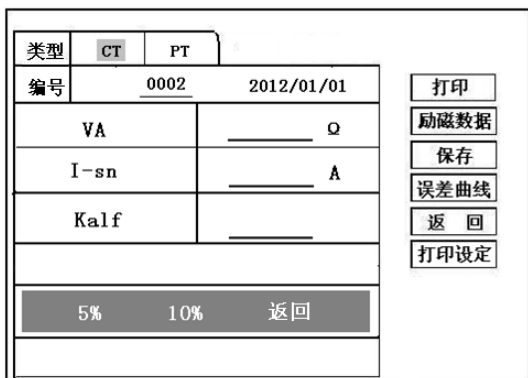 类型 CT PT
编号 0002 2012/01/01
VA Ω
I-sn A
Kalf
5% 10% 返回
打印
励磁数据
保存
误差曲线
返 回
打印设定